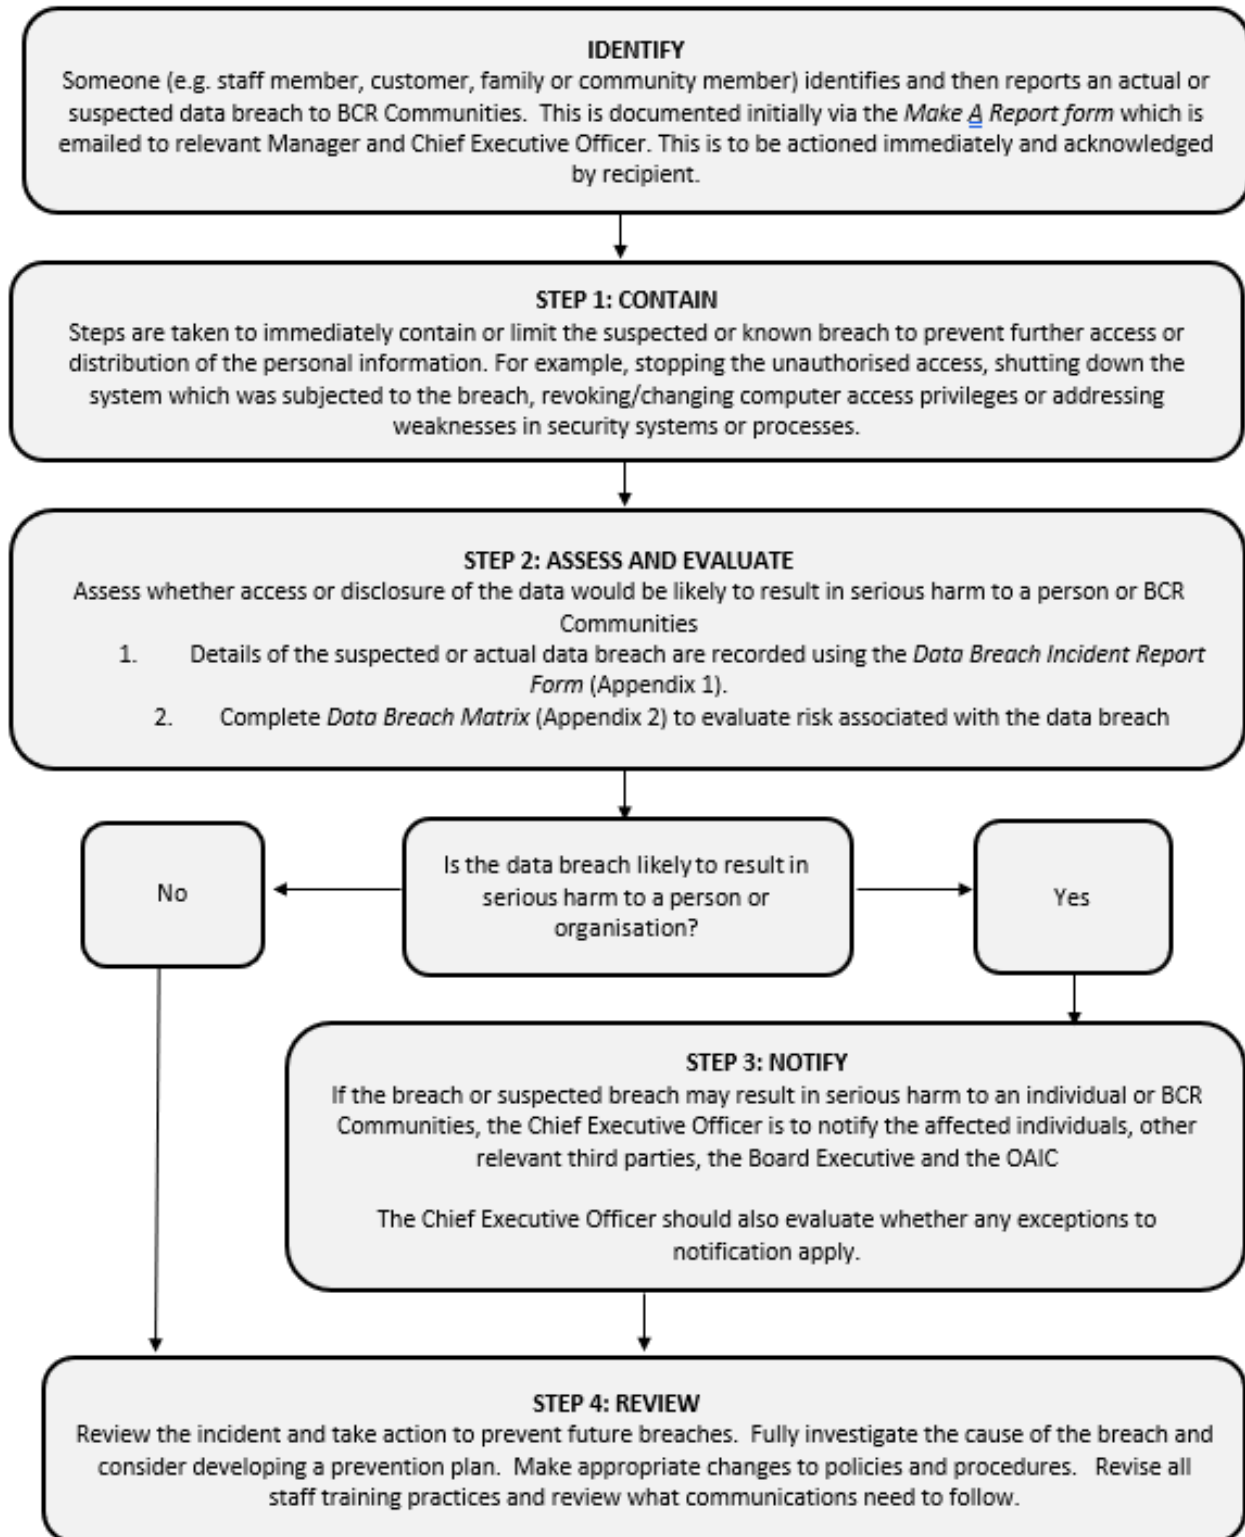 IDENTIFY
Someone (e.g. staff member, customer, family or community member) identifies and then reports an actual or
suspected data breach to BCR Communities.  This is documented initially via the Make A Report form which is
emailed to relevant Manager and Chief Executive Officer. This is to be actioned immediately and acknowledged
by recipient.
STEP 1: CONTAIN
Steps are taken to immediately contain or limit the suspected or known breach to prevent further access or
distribution of the personal information. For example, stopping the unauthorised access, shutting down the
system which was subjected to the breach, revoking/changing computer access privileges or addressing
weaknesses in security systems or processes.
STEP 2: ASSESS AND EVALUATE
Assess whether access or disclosure of the data would be likely to result in serious harm to a person or BCR
Communities
1. Details of the suspected or actual data breach are recorded using the Data Breach Incident Report
Form (Appendix 1).
2. Complete Data Breach Matrix (Appendix 2) to evaluate risk associated with the data breach
No
Is the data breach likely to result in
serious harm to a person or
organisation?
Yes
STEP 3: NOTIFY
If the breach or suspected breach may result in serious harm to an individual or BCR
Communities, the Chief Executive Officer is to notify the affected individuals, other
relevant third parties, the Board Executive and the OAIC
The Chief Executive Officer should also evaluate whether any exceptions to
notification apply.
STEP 4: REVIEW
Review the incident and take action to prevent future breaches.  Fully investigate the cause of the breach and
consider developing a prevention plan.  Make appropriate changes to policies and procedures.   Revise all
staff training practices and review what communications need to follow.